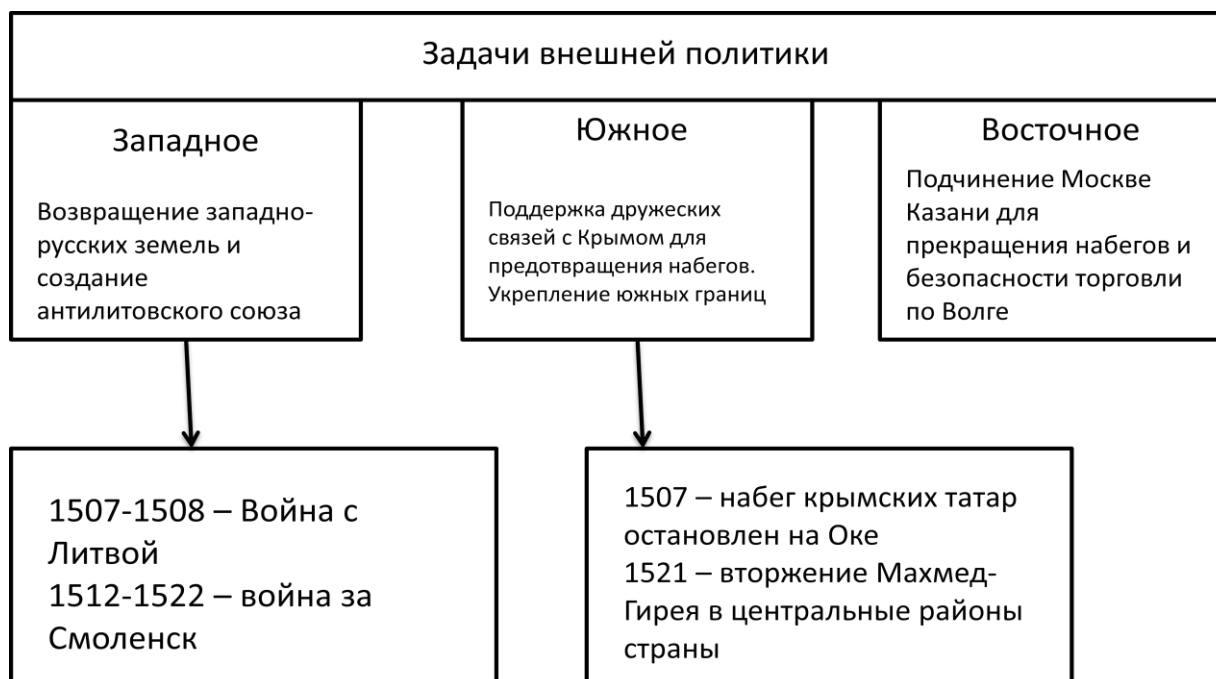 Задачи внешней политики
Западное
Возвращение западно-
русских земель и
создание
антилитовского союза
Южное
Поддержка дружеских
связей с Крымом для
предотвращения набегов.
Укрепление южных границ
Восточное
Подчинение Москве
Казани для
прекращения набегов и
безопасности торговли
по Волге
1507-1508 – Война с
Литвой
1512-1522 – война за
Смоленск
1507 – набег крымских татар
остановлен на Оке
1521 – вторжение Махмед-
Гирея в центральные районы
страны